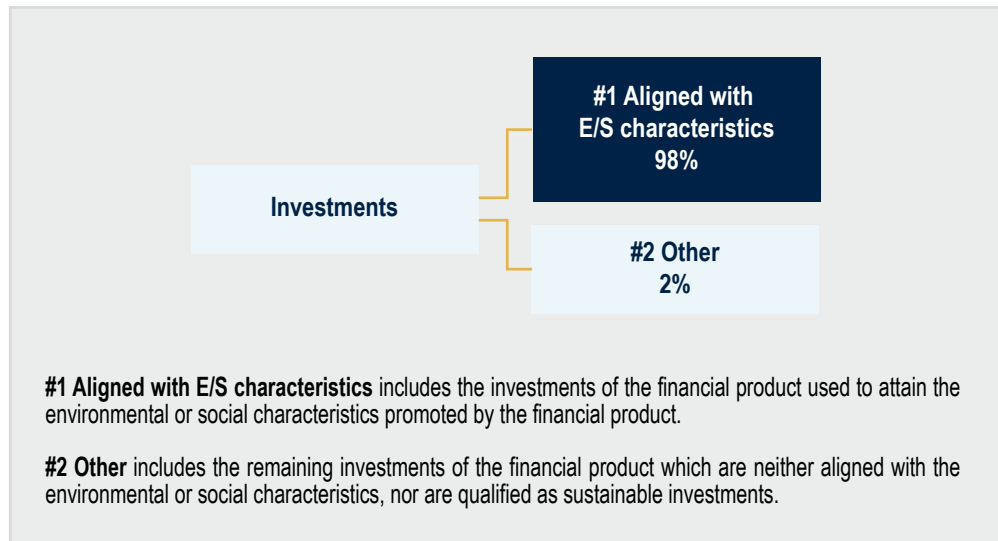 #1 Aligned with
E/S characteristics
98%
Investments
#2 Other
2%
#1 Aligned with E/S characteristics includes the investments of the financial product used to attain the
environmental or social characteristics promoted by the financial product.
#2 Other includes the remaining investments of the financial product which are neither aligned with the
environmental or social characteristics, nor are qualified as sustainable investments.